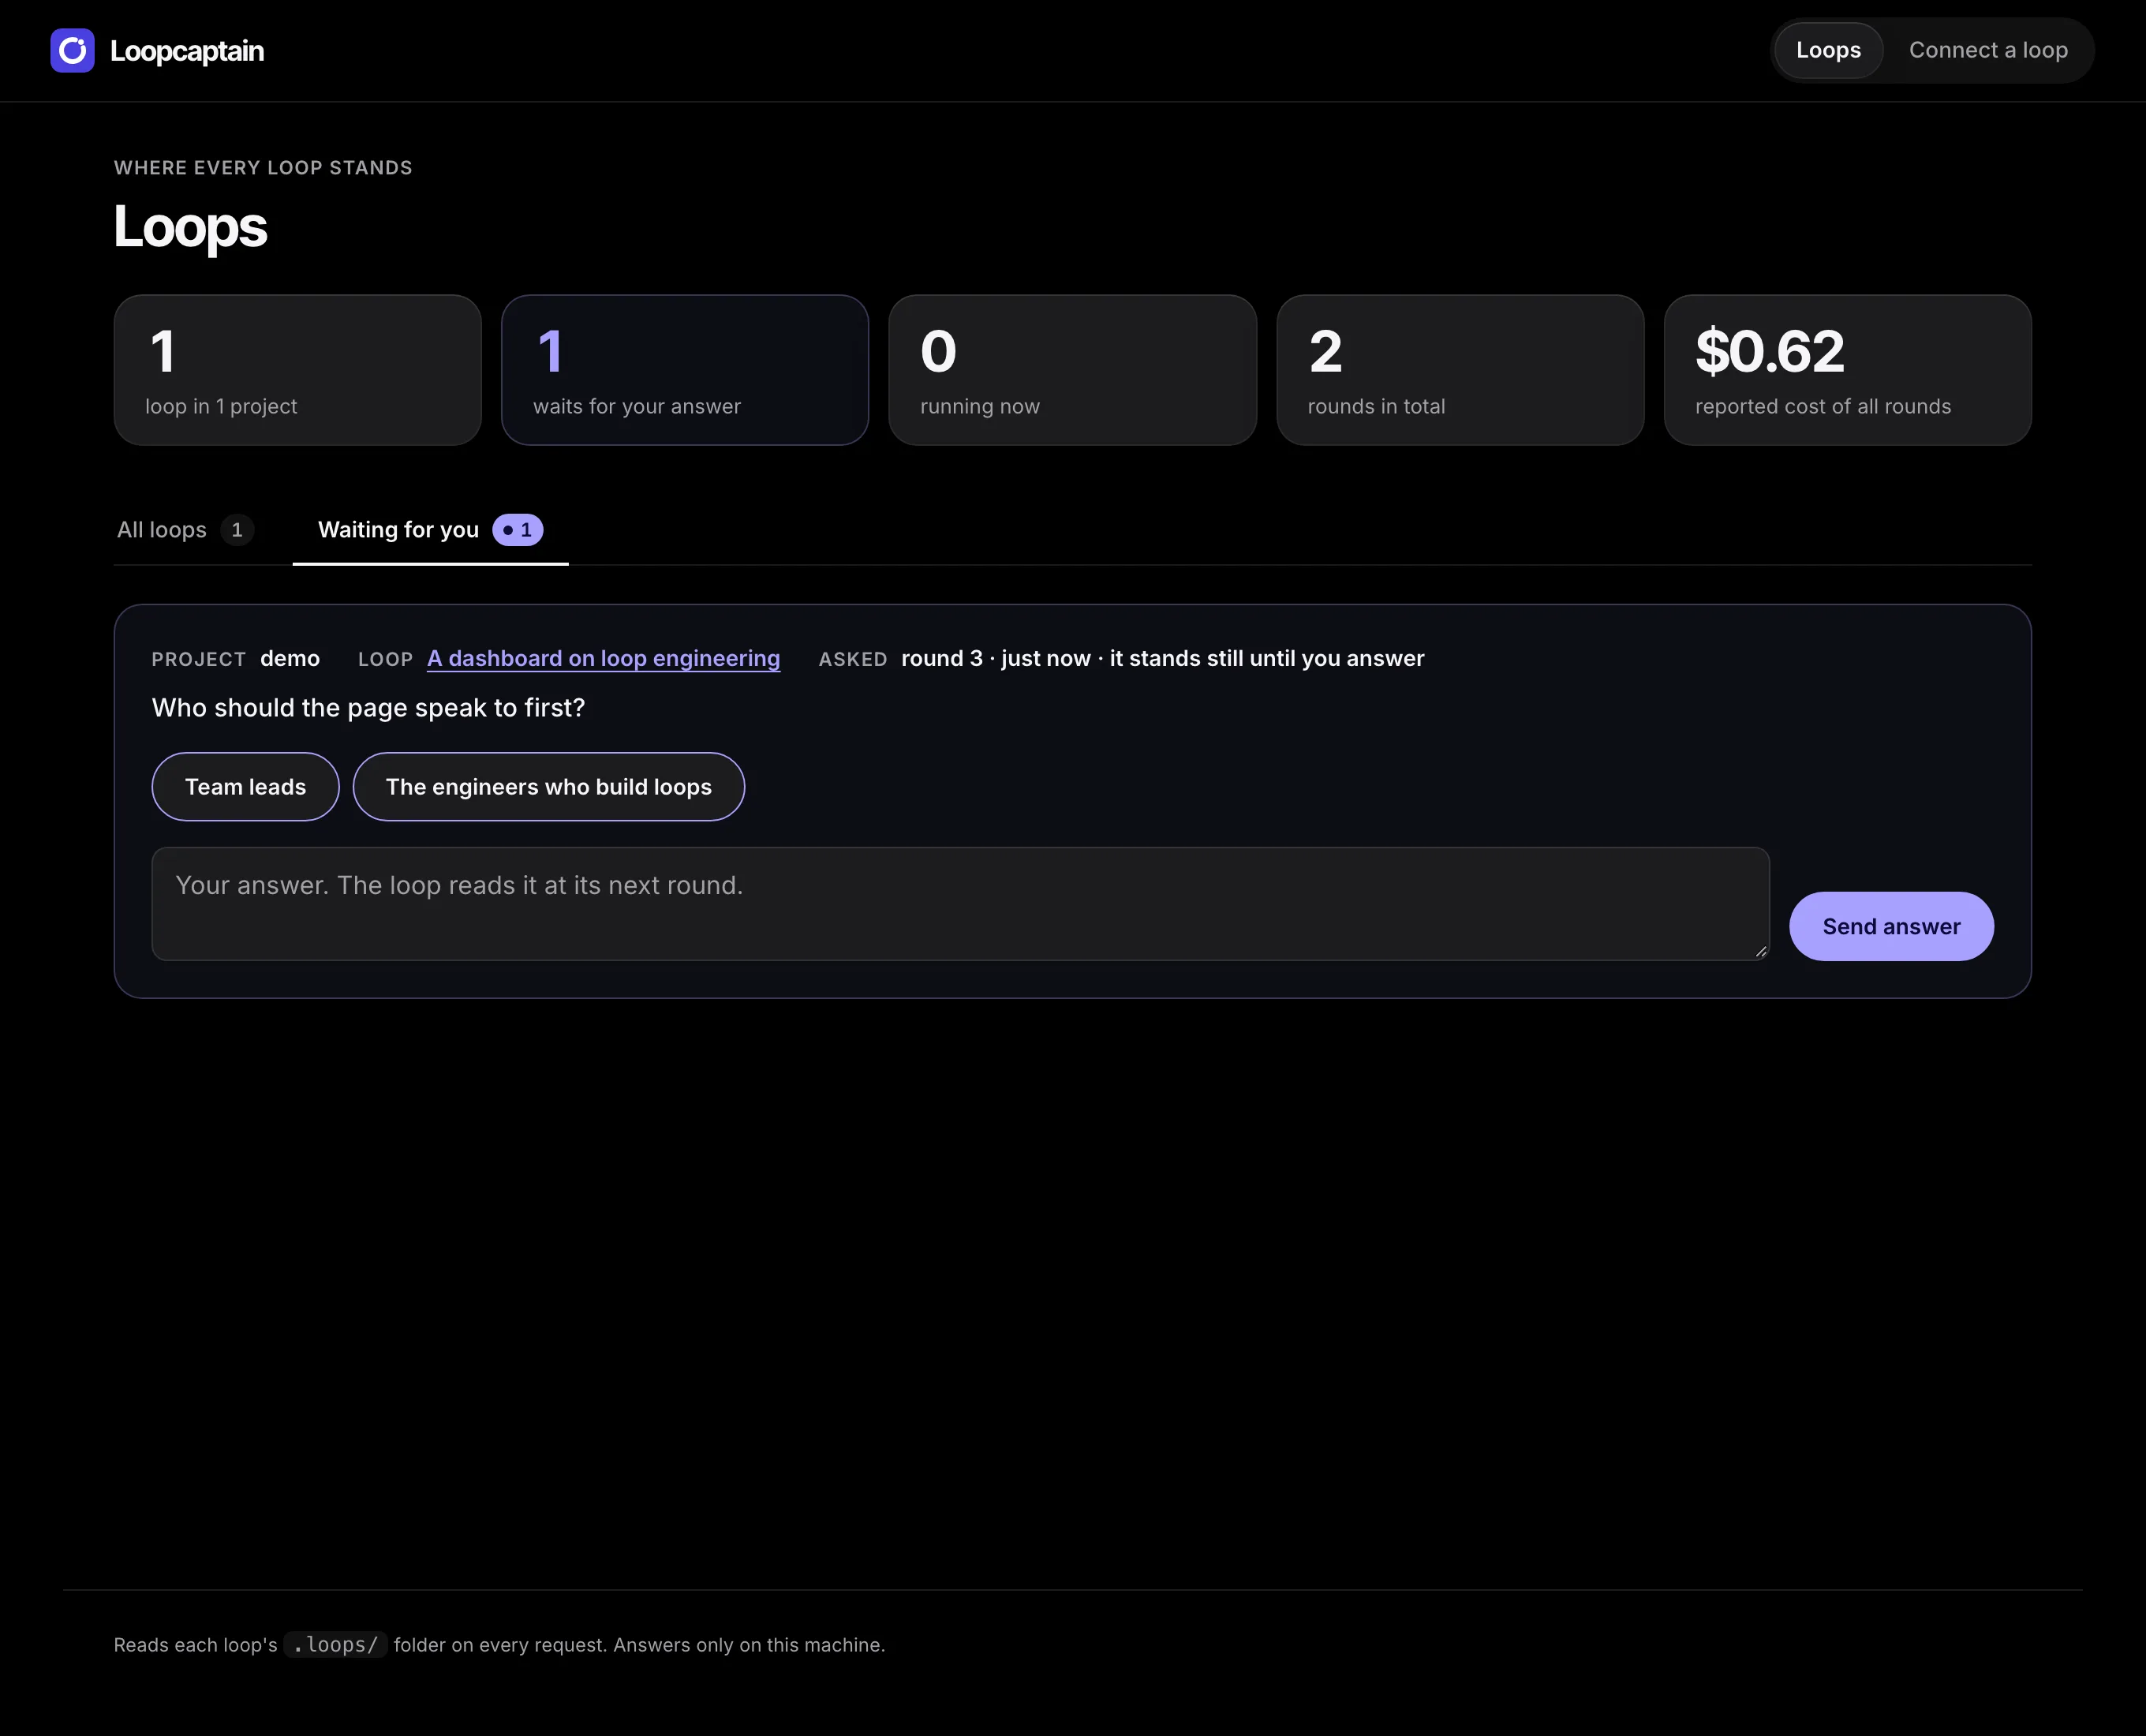 Loopcaptain
Loops
Connect a loop
WHERE EVERY LOOP STANDS
Loops
1
loop in 1 project
1
waits for your answer
0
running now
2
rounds in total
$0.62
reported cost of all rounds
All loops 1
Waiting for you 1
PROJECT demo LOOP A dashboard on loop engineering ASKED round 3 · just now · it stands still until you answer
Who should the page speak to first?
Team leads
The engineers who build loops
Your answer. The loop reads it at its next round.
Send answer
Reads each loop's .loops/ folder on every request. Answers only on this machine.